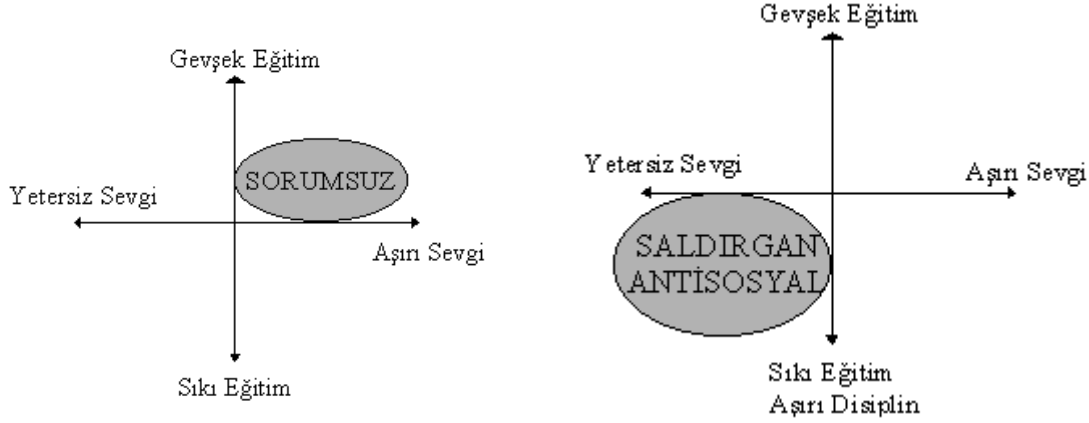 Gevşek Eğitim
SORUMSUZ
Yetersiz Sevgi
Aşırı Sevgi
Sıkı Eğitim
Gevşek Eğitim
Yetersiz Sevgi
Aşırı Sevgi
SALDIRGAN
ANTİSOSYAL
Sıkı Eğitim
Aşırı Disiplin